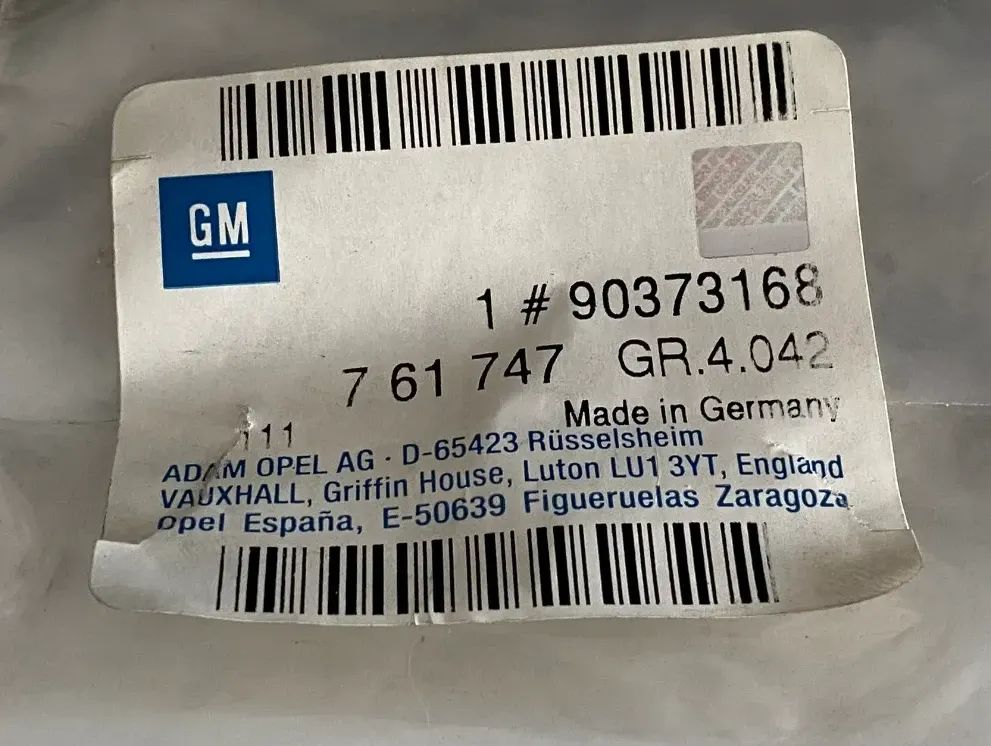 GM
1 # 90373168
7 61 747 GR.4.042
Made in Germany
111
ADAM OPEL AG · D-65423 Rüsselsheim
VAUXHALL, Griffin House, Luton LU1 3YT, England
Opel España, E-50639 Figueruelas Zaragoza